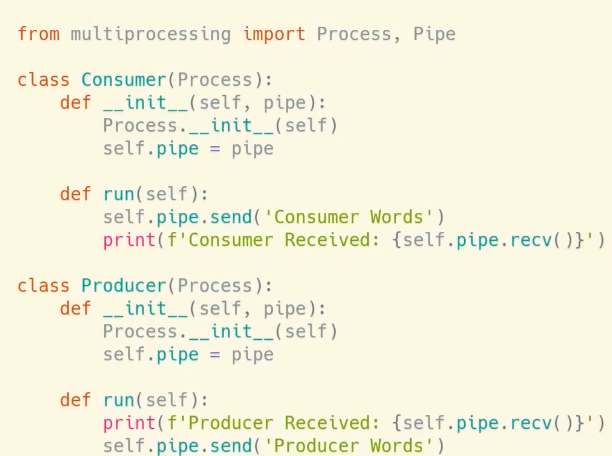 from multiprocessing import Process, Pipe
class Consumer(Process):
    def __init__(self, pipe):
        Process.__init__(self)
        self.pipe = pipe
    def run(self):
        self.pipe.send('Consumer Words')
        print(f'Consumer Received: {self.pipe.recv()}')
class Producer(Process):
    def __init__(self, pipe):
        Process.__init__(self)
        self.pipe = pipe
    def run(self):
        print(f'Producer Received: {self.pipe.recv()}')
        self.pipe.send('Producer Words')